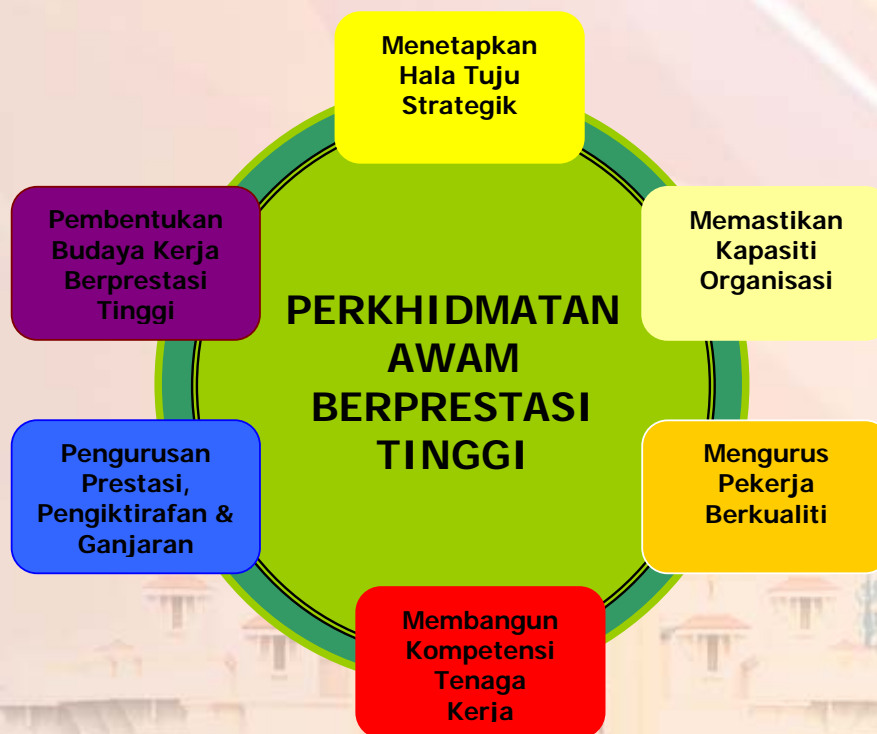 Menetapkan
Hala Tuju
Strategik
Pembentukan
Budaya Kerja
Berprestasi
Tinggi
Memastikan
Kapasiti
Organisasi
PERKHIDMATAN
AWAM
BERPRESTASI
TINGGI
Pengurusan
Prestasi,
Pengiktirafan &
Ganjaran
Mengurus
Pekerja
Berkualiti
Membangun
Kompetensi
Tenaga
Kerja